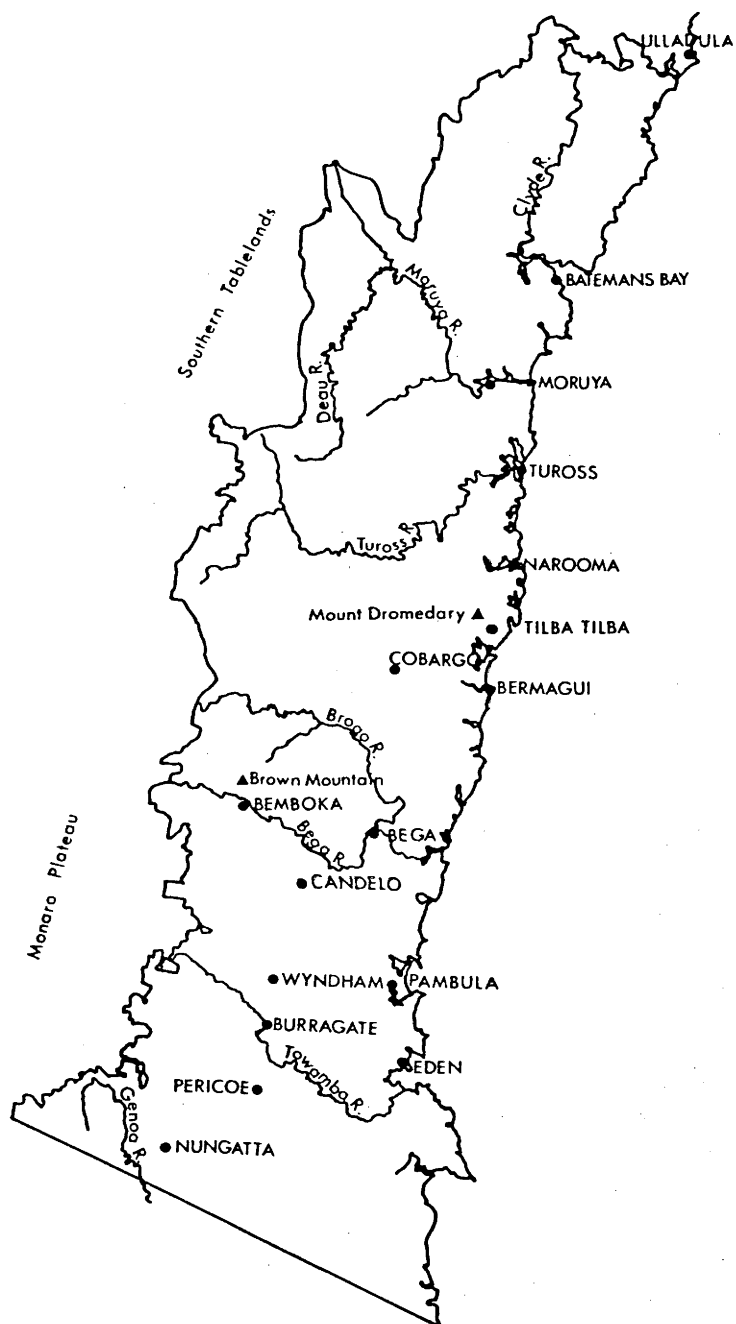 ULLADULA
Clyde R.
Southern Tablelands
BATEMANS BAY
Moruya R.
Deau R.
MORUYA
TUROSS
Tuross R.
NAROOMA
Mount Dromedary
TILBA TILBA
COBARGO
BERMAGUI
Brogo R.
Brown Mountain
BEMBOKA
Bega R.
BEGA
Monaro Plateau
CANDELO
WYNDHAM
PAMBULA
BURRAGATE
Towamba R.
EDEN
PERICOE
Genoa R.
NUNGATTA